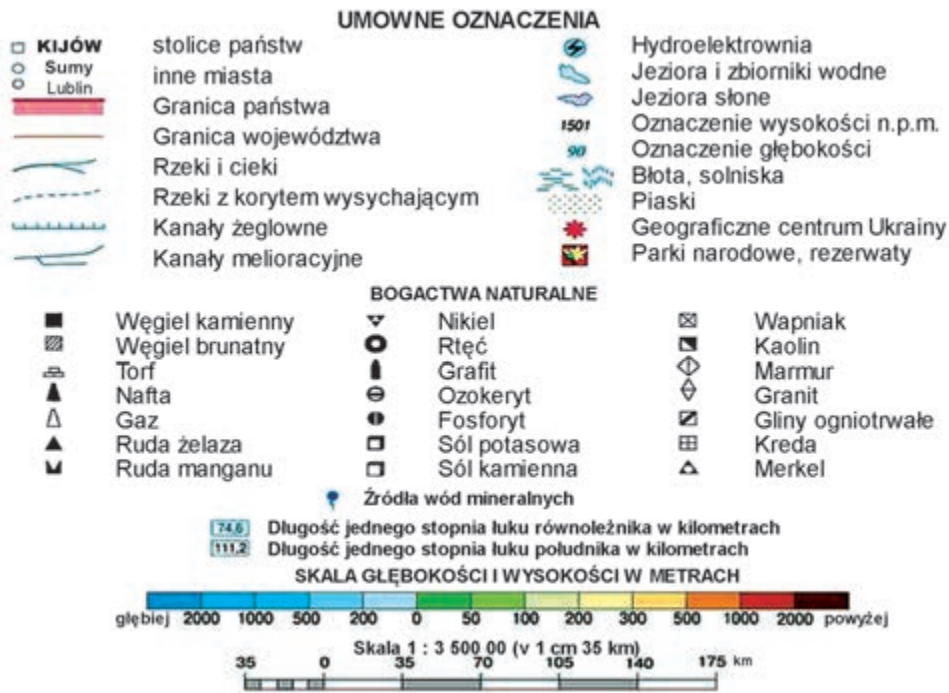 UMOWNE OZNACZENIA
KIJÓW stolice państw
Sumy
Lublin inne miasta
Granica państwa
Granica województwa
Rzeki i cieki
Rzeki z korytem wysychającym
Kanały żeglowne
Kanały melioracyjne
Hydroelektrownia
Jeziora i zbiorniki wodne
Jeziora słone
1501 Oznaczenie wysokości n.p.m.
90 Oznaczenie głębokości
Błota, solniska
Piaski
Geograficzne centrum Ukrainy
Parki narodowe, rezerwaty
BOGACTWA NATURALNE
Węgiel kamienny
Węgiel brunatny
Torf
Nafta
Gaz
Ruda żelaza
Ruda manganu
Nikiel
Rtęć
Grafit
Ozokeryt
Fosforyt
Sól potasowa
Sól kamienna
Wapniak
Kaolin
Marmur
Granit
Gliny ogniotrwałe
Kreda
Merkel
Źródła wód mineralnych
74,6 Długość jednego stopnia łuku równoleżnika w kilometrach
111,2 Długość jednego stopnia łuku południka w kilometrach
SKALA GŁĘBOKOŚCI I WYSOKOŚCI W METRACH
głębiej 2000 1000 500 200 0 50 100 200 300 500 1000 2000 powyżej
Skala 1 : 3 500 00 (v 1 cm 35 km)
35 0 35 70 105 140 175 km